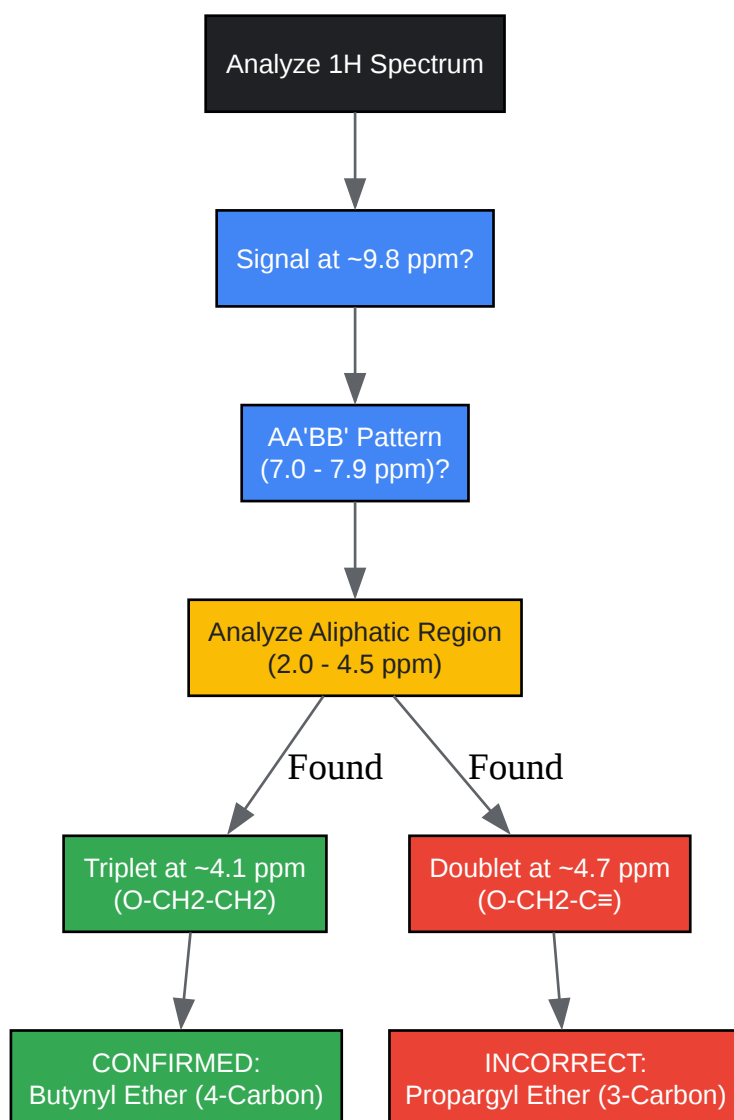 Analyze 1H Spectrum
Signal at ~9.8 ppm?
AA'BB' Pattern
(7.0 - 7.9 ppm)?
Analyze Aliphatic Region
(2.0 - 4.5 ppm)
Found
Found
Triplet at ~4.1 ppm
(O-CH2-CH2)
Doublet at ~4.7 ppm
(O-CH2-C≡)
CONFIRMED:
Butynyl Ether (4-Carbon)
INCORRECT:
Propargyl Ether (3-Carbon)